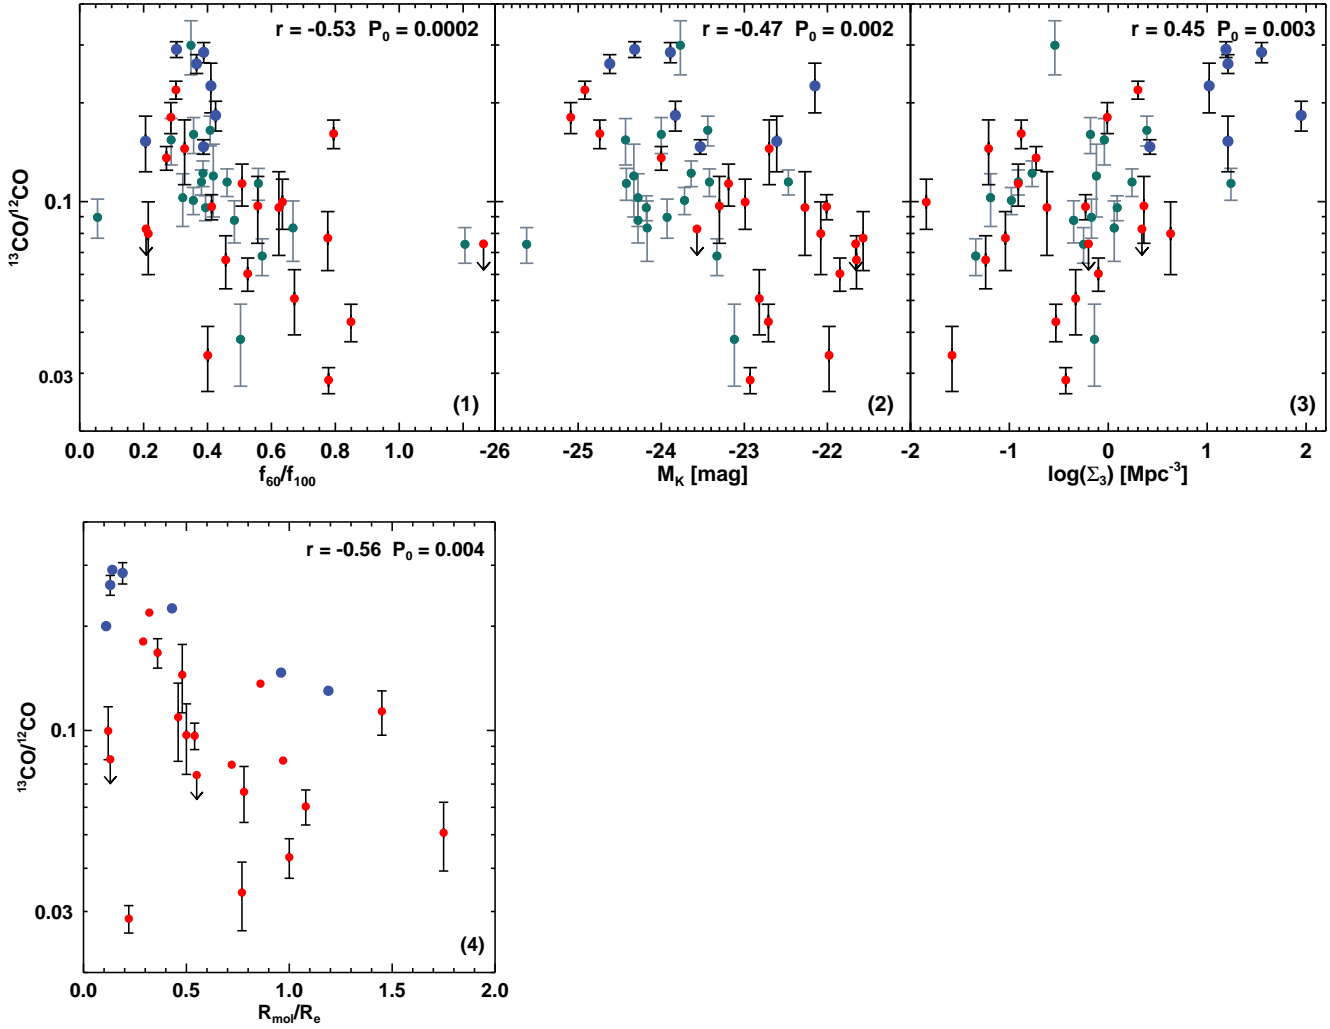 r = -0.53 P₀ = 0.0002
r = -0.47 P₀ = 0.002
r = 0.45 P₀ = 0.003
¹³CO/¹²CO
0.1
0.03
(1)
(2)
(3)
0.0 0.2 0.4 0.6 0.8 1.0
-26 -25 -24 -23 -22
-2 -1 0 1 2
f₆₀/f₁₀₀
M_K [mag]
log(Σ₃) [Mpc⁻³]
r = -0.56 P₀ = 0.004
¹³CO/¹²CO
0.1
0.03
(4)
0.0 0.5 1.0 1.5 2.0
R_mol/R_e